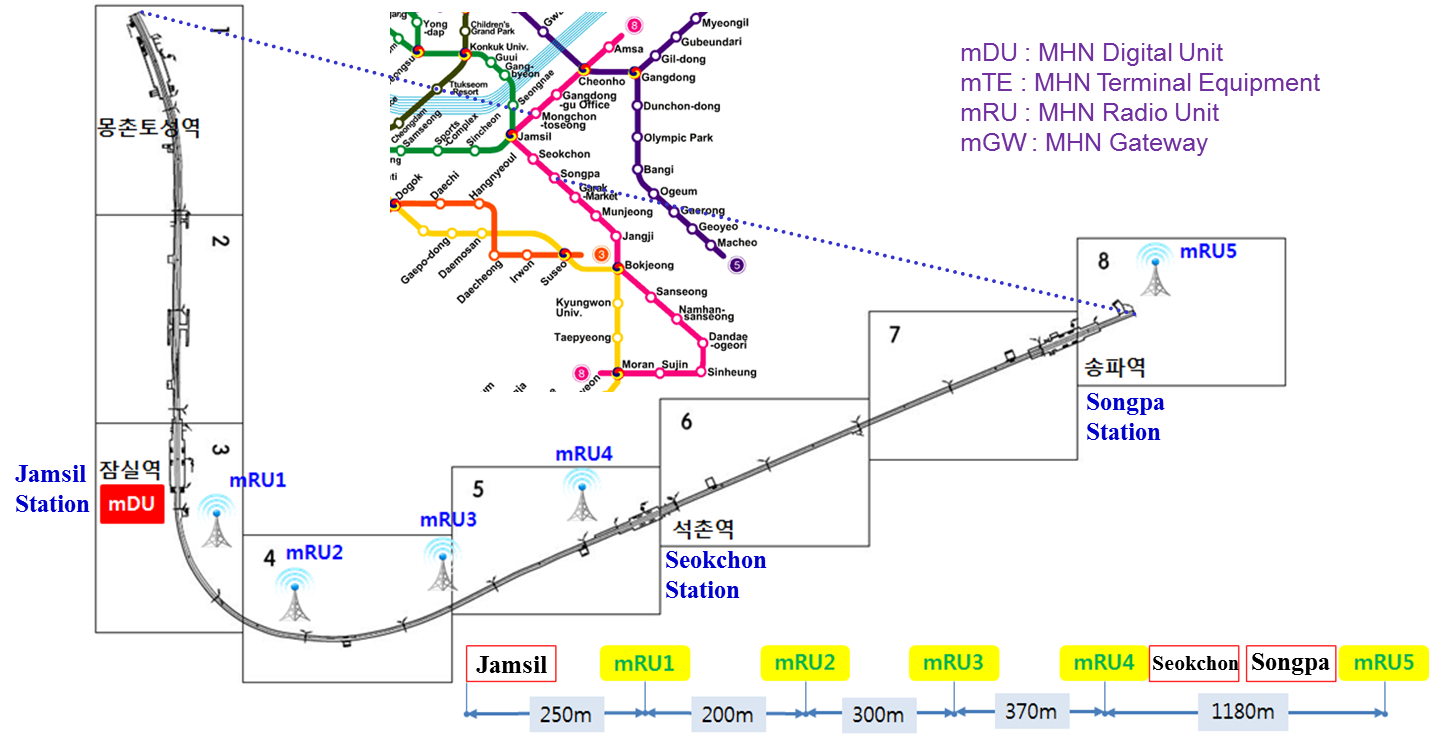 1
몽촌토성역
2
3
잠실역
Jamsil
Station
mDU
mRU1
4
mRU2
mRU3
5
mRU4
6
석촌역
Seokchon
Station
7
8
mRU5
송파역
Songpa
Station
mDU : MHN Digital Unit
mTE : MHN Terminal Equipment
mRU : MHN Radio Unit
mGW : MHN Gateway
Yong
-dap
Children's
Grand Park
Konkuk Univ.
Guui
Gang-
byeon
Seongnae
Ttukseom
Resort
Cheongdam
Samseong
Sports
-Complex
Sincheon
Jamsil
Mongchon
-toseong
Gangdong
-gu Office
Cheonho
Amsa
8
Myeongil
Gubeundari
Gil-dong
Gangdong
Dunchon-dong
Olympic Park
Bangi
Ogeum
Gaerong
Geoyeo
Macheo
5
Seokchon
Songpa
Garak
-Market
Munjeong
Jangji
Bokjeong
Dogok
Daechi
Hangnyeoul
Gaepo-dong
Daemosan
Daecheong
Irwon
Suseo
3
Sanseong
Namhan-
sanseong
Dandae
-ogeori
Sinheung
Sujin
Moran
8
Kyungwon
Univ.
Taepyeong
Jamsil
mRU1
mRU2
mRU3
mRU4
Seokchon
Songpa
mRU5
250m
200m
300m
370m
1180m